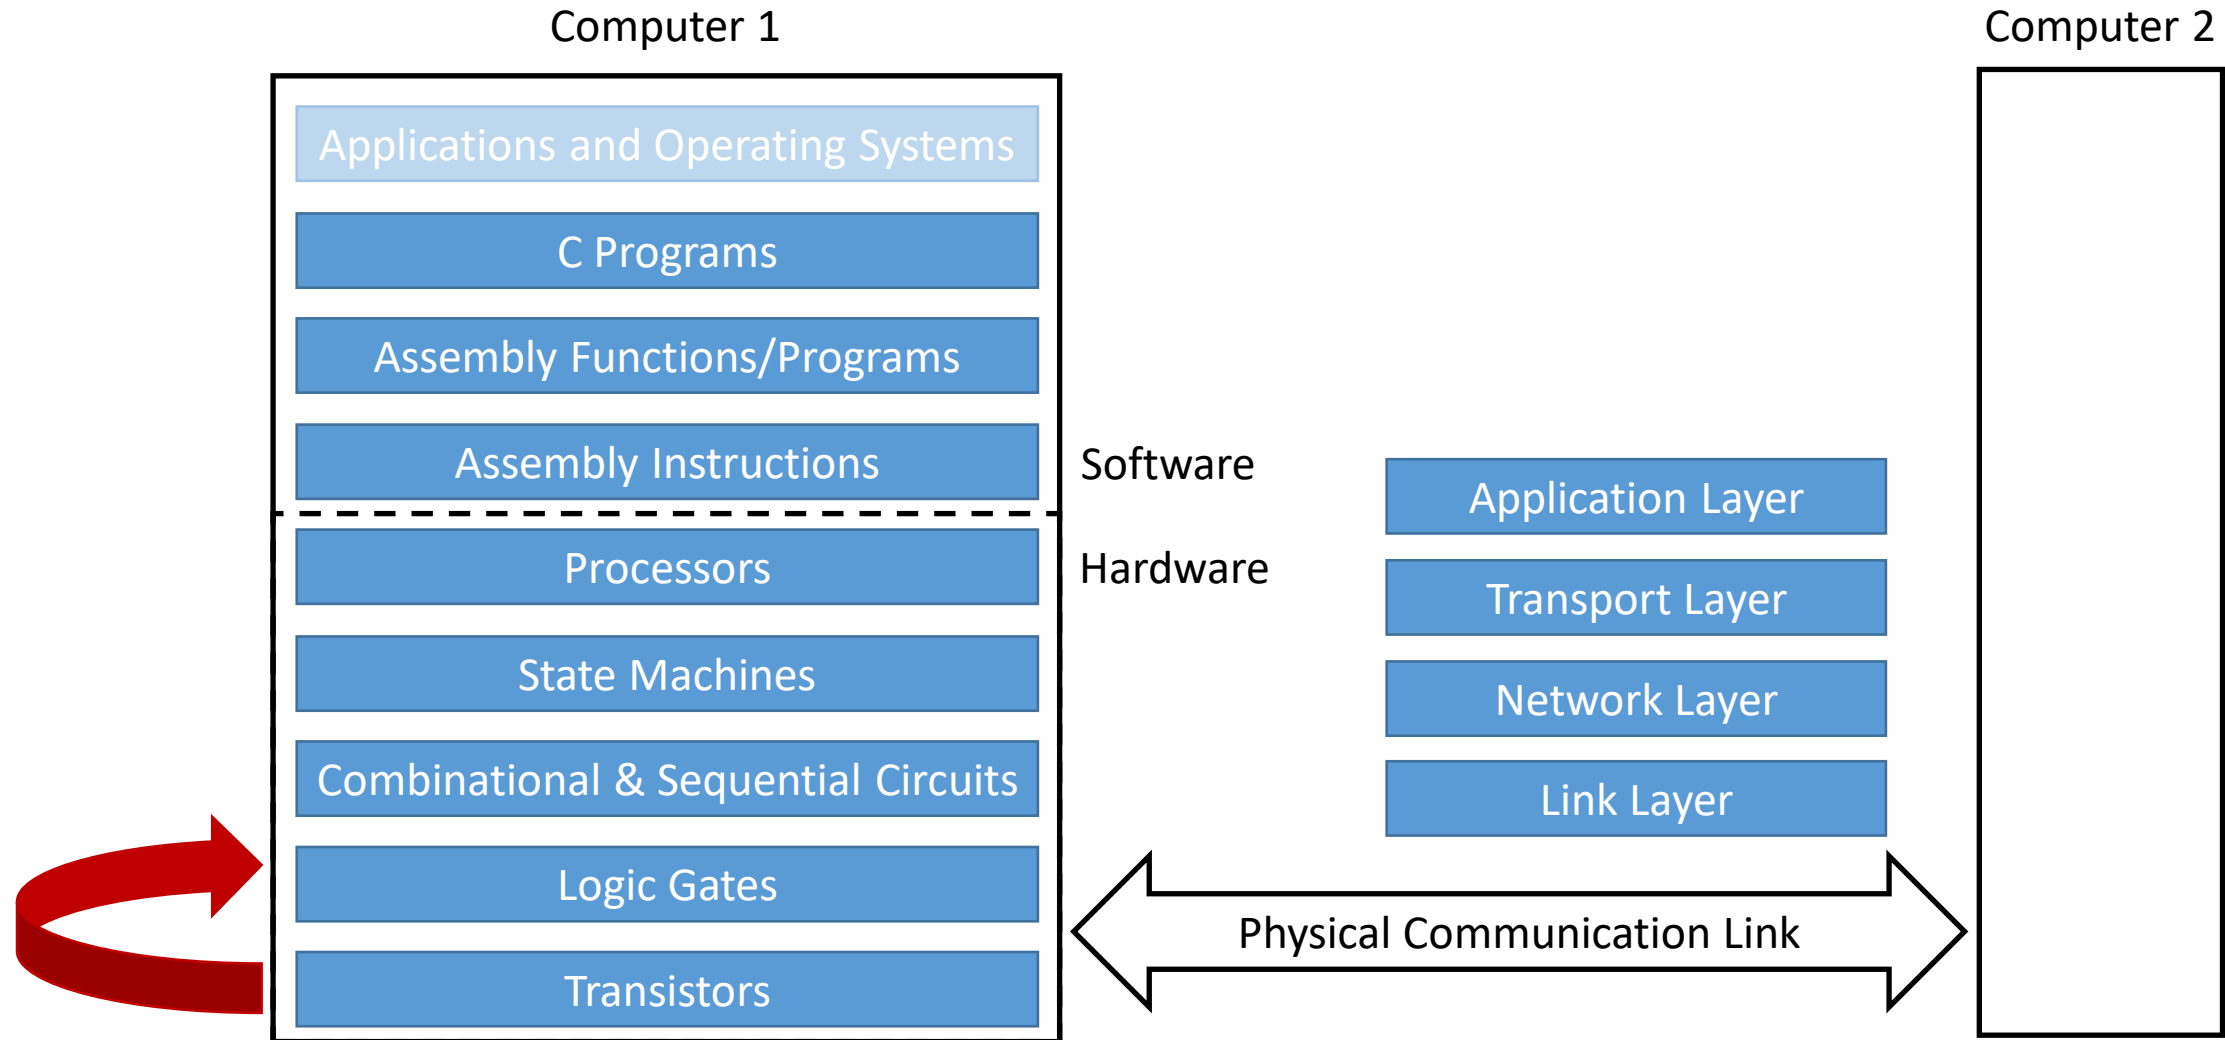 Computer 1
Computer 2
Applications and Operating Systems
C Programs
Assembly Functions/Programs
Assembly Instructions
Software
Processors
Hardware
State Machines
Combinational & Sequential Circuits
Logic Gates
Transistors
Application Layer
Transport Layer
Network Layer
Link Layer
Physical Communication Link